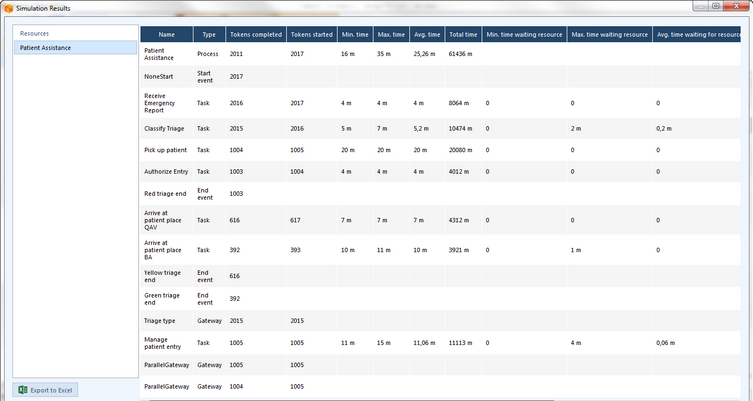 Simulation Results
Resources
Patient Assistance
Name Type Tokens completed Tokens started Min. time Max. time Avg. time Total time Min. time waiting resource Max. time waiting resource Avg. time waiting for resource
Patient
Assistance Process 2011 2017 16 m 35 m 25,26 m 61436 m
NoneStart Start
event 2017
Receive
Emergency
Report Task 2016 2017 4 m 4 m 4 m 8064 m 0 0 0
Classify Triage Task 2015 2016 5 m 7 m 5,2 m 10474 m 0 2 m 0,2 m
Pick up patient Task 1004 1005 20 m 20 m 20 m 20080 m 0 0 0
Authorize Entry Task 1003 1004 4 m 4 m 4 m 4012 m 0 0 0
Red triage end End
event 1003
Arrive at
patient place
QAV Task 616 617 7 m 7 m 7 m 4312 m 0 0 0
Arrive at
patient place
BA Task 392 393 10 m 11 m 10 m 3921 m 0 1 m 0
Yellow triage
end End
event 616
Green triage
end End
event 392
Triage type Gateway 2015 2015
Manage
patient entry Task 1005 1005 11 m 15 m 11,06 m 11113 m 0 4 m 0,06 m
ParallelGateway Gateway 1005 1005
ParallelGateway Gateway 1004 1005
Export to Excel